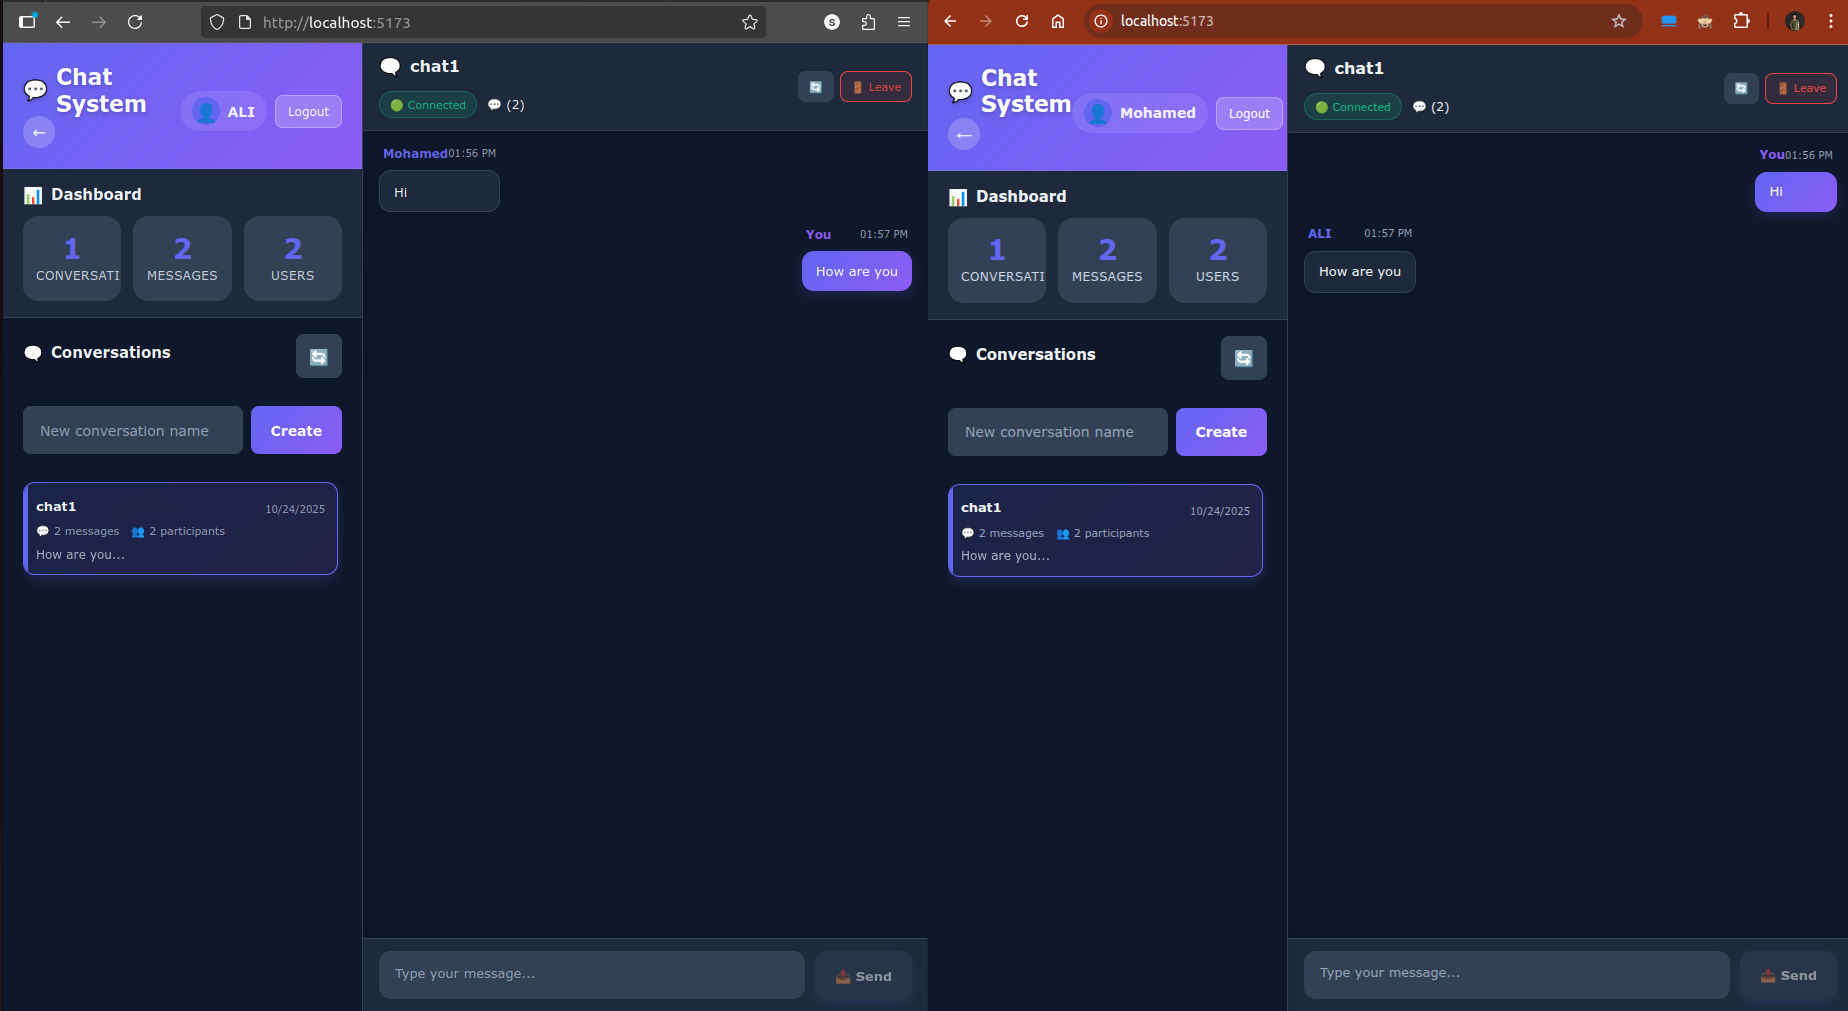 http://localhost:5173
S
Chat
System
ALI
Logout
←
Dashboard
1
CONVERSATI
2
MESSAGES
2
USERS
Conversations
New conversation name
Create
chat1
10/24/2025
2 messages
2 participants
How are you...
chat1
Connected
(2)
Leave
Mohamed01:56 PM
Hi
You 01:57 PM
How are you
Type your message...
Send
localhost:5173
Chat
System
Mohamed
Logout
←
Dashboard
1
CONVERSATI
2
MESSAGES
2
USERS
Conversations
New conversation name
Create
chat1
10/24/2025
2 messages
2 participants
How are you...
chat1
Connected
(2)
Leave
You01:56 PM
Hi
ALI 01:57 PM
How are you
Type your message...
Send